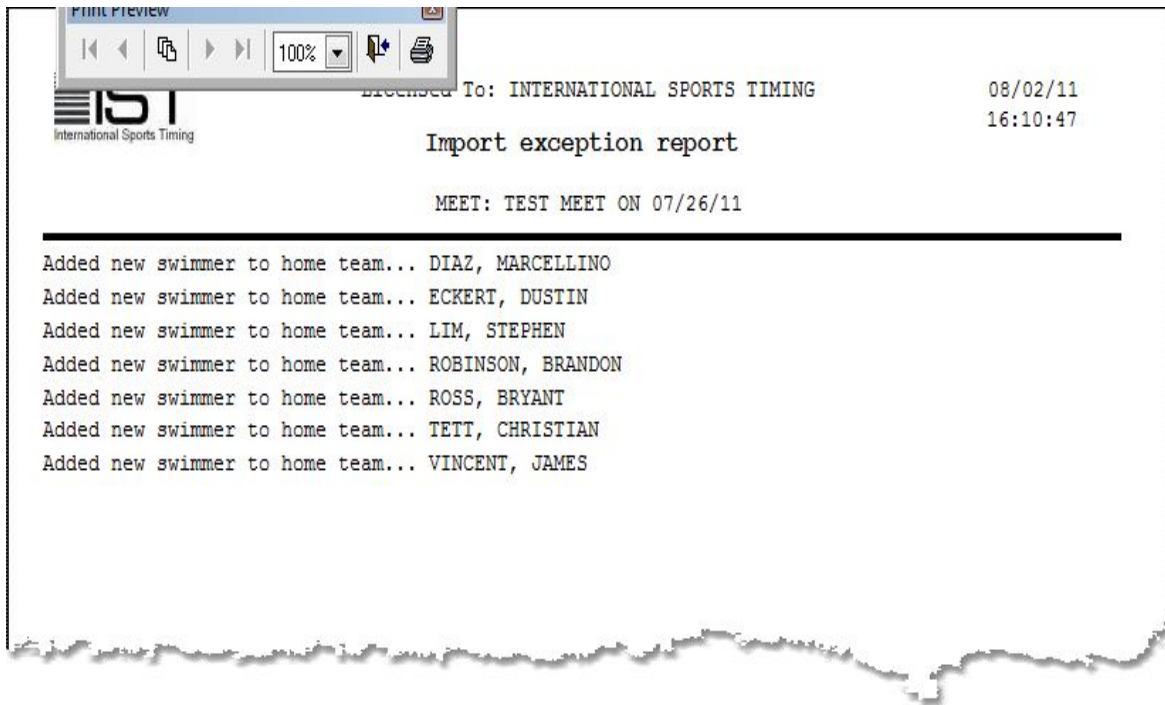 Print Preview
100%
IST
International Sports Timing
Licensed To: INTERNATIONAL SPORTS TIMING
08/02/11
16:10:47
Import exception report
MEET: TEST MEET ON 07/26/11
Added new swimmer to home team... DIAZ, MARCELLINO
Added new swimmer to home team... ECKERT, DUSTIN
Added new swimmer to home team... LIM, STEPHEN
Added new swimmer to home team... ROBINSON, BRANDON
Added new swimmer to home team... ROSS, BRYANT
Added new swimmer to home team... TETT, CHRISTIAN
Added new swimmer to home team... VINCENT, JAMES